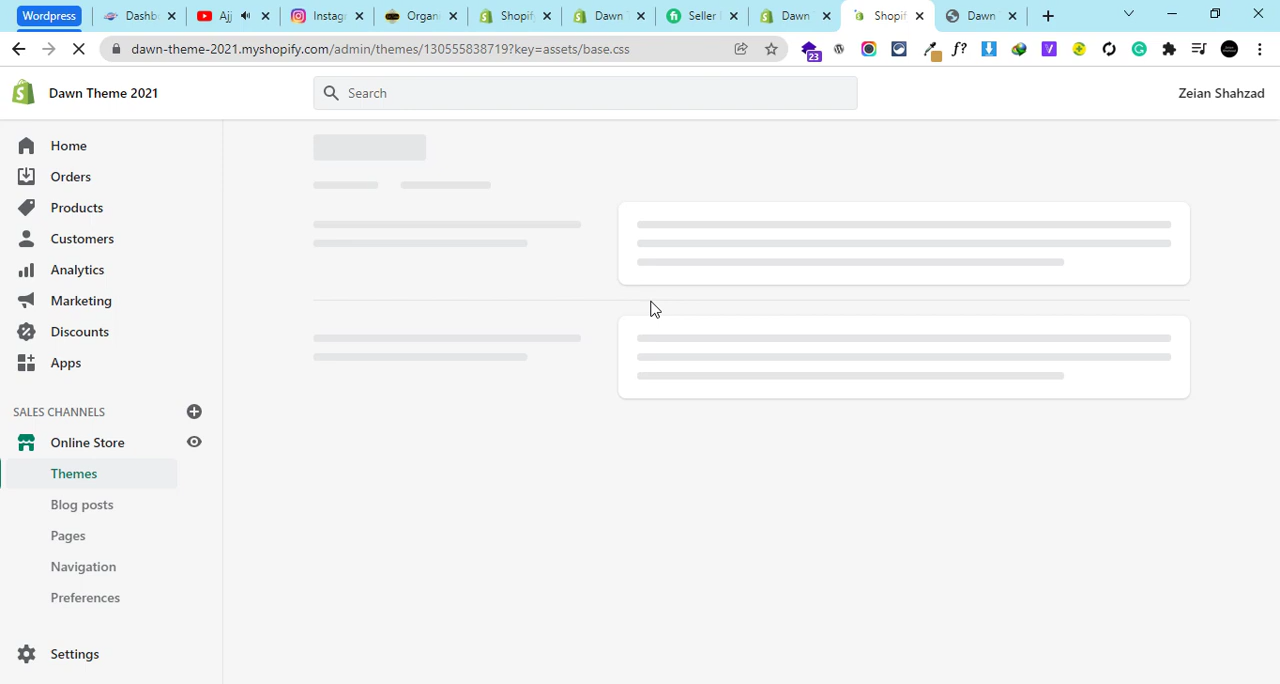 Wordpress
Dashb
Ajj
Instag
Organ
Shopif
Dawn
Seller
Dawn
Shopif
Dawn
dawn-theme-2021.myshopify.com/admin/themes/130555838719?key=assets/base.css
23
f?
Dawn Theme 2021
Search
Zeian Shahzad
Home
Orders
Products
Customers
Analytics
Marketing
Discounts
Apps
SALES CHANNELS
Online Store
Themes
Blog posts
Pages
Navigation
Preferences
Settings